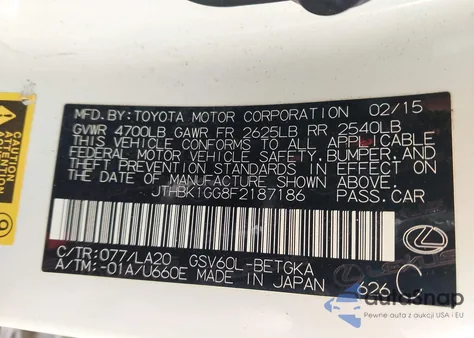 MFD.BY:TOYOTA MOTOR CORPORATION 02/15
GVWR 4700LB GAWR FR 2625LB RR 2540LB
THIS VEHICLE CONFORMS TO ALL APPLICABLE
FEDERAL MOTOR VEHICLE SAFETY,BUMPER,AND
THEFT PREVENTION STANDARDS IN EFFECT ON
THE DATE OF MANUFACTURE SHOWN ABOVE.
JTHBK1GG8F2187186 PASS.CAR
C/TR:077/LA20 GSV60L-BETGKA
A/TM:-01A/U660E MADE IN JAPAN 626C
LEXUS
autoSnap
Pewne auta z aukcji USA i EU